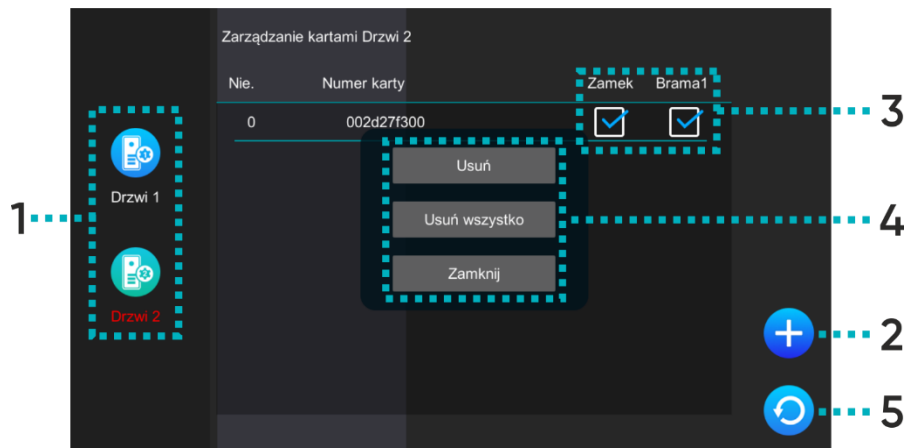 Zarządzanie kartami Drzwi 2
Nie. Numer karty Zamek Brama1
0 002d27f300
3
Usuń
Drzwi 1
1
Usuń wszystko
4
Zamknij
Drzwi 2
2
5